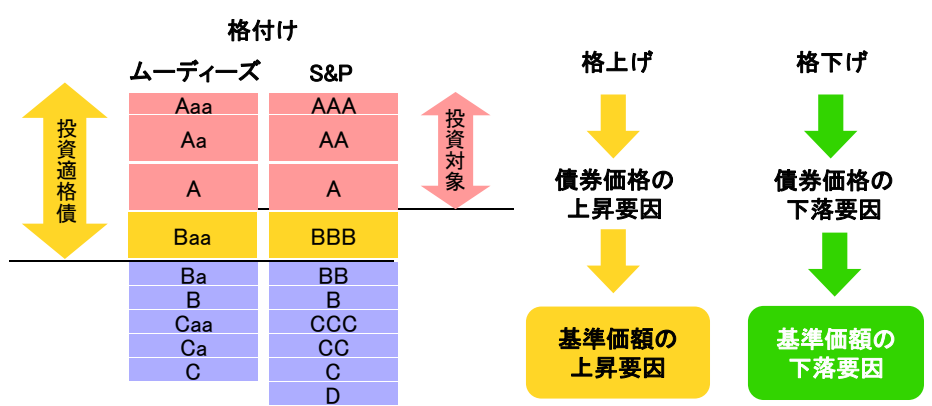 格付け
ムーディーズ
S&P
投資適格債
Aaa
AAA
Aa
AA
A
A
Baa
BBB
Ba
BB
B
B
Caa
CCC
Ca
CC
C
C
D
投資対象
格上げ
債券価格の
上昇要因
基準価額の
上昇要因
格下げ
債券価格の
下落要因
基準価額の
下落要因